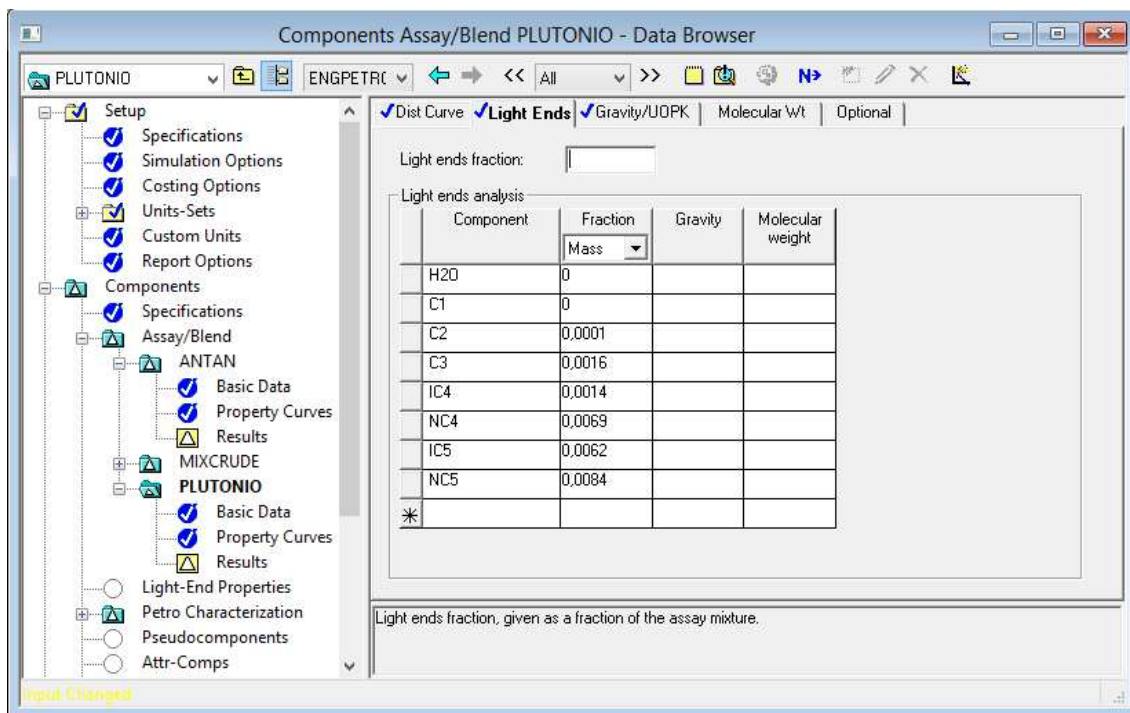 Components Assay/Blend PLUTONIO - Data Browser
PLUTONIO ENGPETR( << All >> N>
Setup
Specifications
Simulation Options
Costing Options
Units-Sets
Custom Units
Report Options
Components
Specifications
Assay/Blend
ANTAN
Basic Data
Property Curves
Results
MIXCRUDE
PLUTONIO
Basic Data
Property Curves
Results
Light-End Properties
Petro Characterization
Pseudocomponents
Attr-Comps
Dist Curve Light Ends Gravity/UOPK Molecular Wt Optional
Light ends fraction:
Light ends analysis
Component Fraction Gravity Molecular
weight
Mass
H2O 0
C1 0
C2 0,0001
C3 0,0016
IC4 0,0014
NC4 0,0069
IC5 0,0062
NC5 0,0084
Light ends fraction, given as a fraction of the assay mixture.
Input Changed